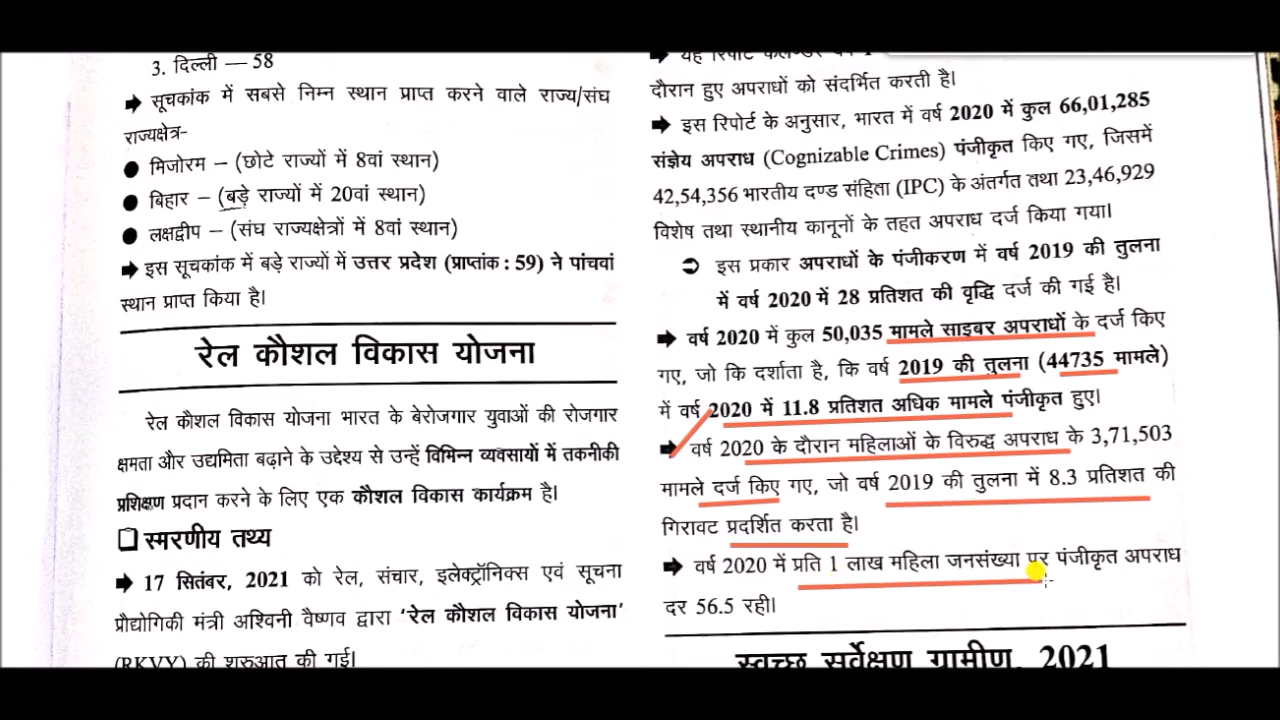 3. दिल्ली — 58
➡ सूचकांक में सबसे निम्न स्थान प्राप्त करने वाले राज्य/संघ
राज्यक्षेत्र-
● मिजोरम – (छोटे राज्यों में 8वां स्थान)
● बिहार – (बड़े राज्यों में 20वां स्थान)
● लक्षद्वीप – (संघ राज्यक्षेत्रों में 8वां स्थान)
➡ इस सूचकांक में बड़े राज्यों में उत्तर प्रदेश (प्राप्तांक : 59) ने पांचवां
स्थान प्राप्त किया है।
रेल कौशल विकास योजना
रेल कौशल विकास योजना भारत के बेरोजगार युवाओं की रोजगार
क्षमता और उद्यमिता बढ़ाने के उद्देश्य से उन्हें विभिन्न व्यवसायों में तकनीकी
प्रशिक्षण प्रदान करने के लिए एक कौशल विकास कार्यक्रम है।
❑ स्मरणीय तथ्य
➡ 17 सितंबर, 2021 को रेल, संचार, इलेक्ट्रॉनिक्स एवं सूचना
प्रौद्योगिकी मंत्री अश्विनी वैष्णव द्वारा ‘रेल कौशल विकास योजना’
(RKVY) की शुरुआत की गई।
➡ यह रिपोर्ट
दौरान हुए अपराधों को संदर्भित करती है।
➡ इस रिपोर्ट के अनुसार, भारत में वर्ष 2020 में कुल 66,01,285
संज्ञेय अपराध (Cognizable Crimes) पंजीकृत किए गए, जिसमें
42,54,356 भारतीय दण्ड संहिता (IPC) के अंतर्गत तथा 23,46,929
विशेष तथा स्थानीय कानूनों के तहत अपराध दर्ज किया गया।
➲ इस प्रकार अपराधों के पंजीकरण में वर्ष 2019 की तुलना
में वर्ष 2020 में 28 प्रतिशत की वृद्धि दर्ज की गई है।
➡ वर्ष 2020 में कुल 50,035 मामले साइबर अपराधों के दर्ज किए
गए, जो कि दर्शाता है, कि वर्ष 2019 की तुलना (44735 मामले)
में वर्ष 2020 में 11.8 प्रतिशत अधिक मामले पंजीकृत हुए।
➡ वर्ष 2020 के दौरान महिलाओं के विरुद्ध अपराध के 3,71,503
मामले दर्ज किए गए, जो वर्ष 2019 की तुलना में 8.3 प्रतिशत की
गिरावट प्रदर्शित करता है।
➡ वर्ष 2020 में प्रति 1 लाख महिला जनसंख्या पर पंजीकृत अपराध
दर 56.5 रही।
स्वच्छ सर्वेक्षण ग्रामीण, 2021